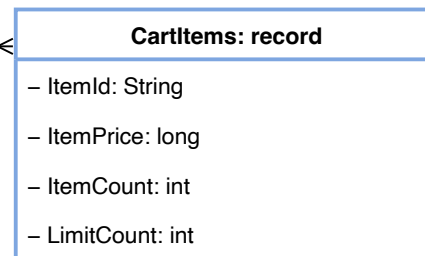 CartItems: record
– ItemId: String
– ItemPrice: long
– ItemCount: int
– LimitCount: int